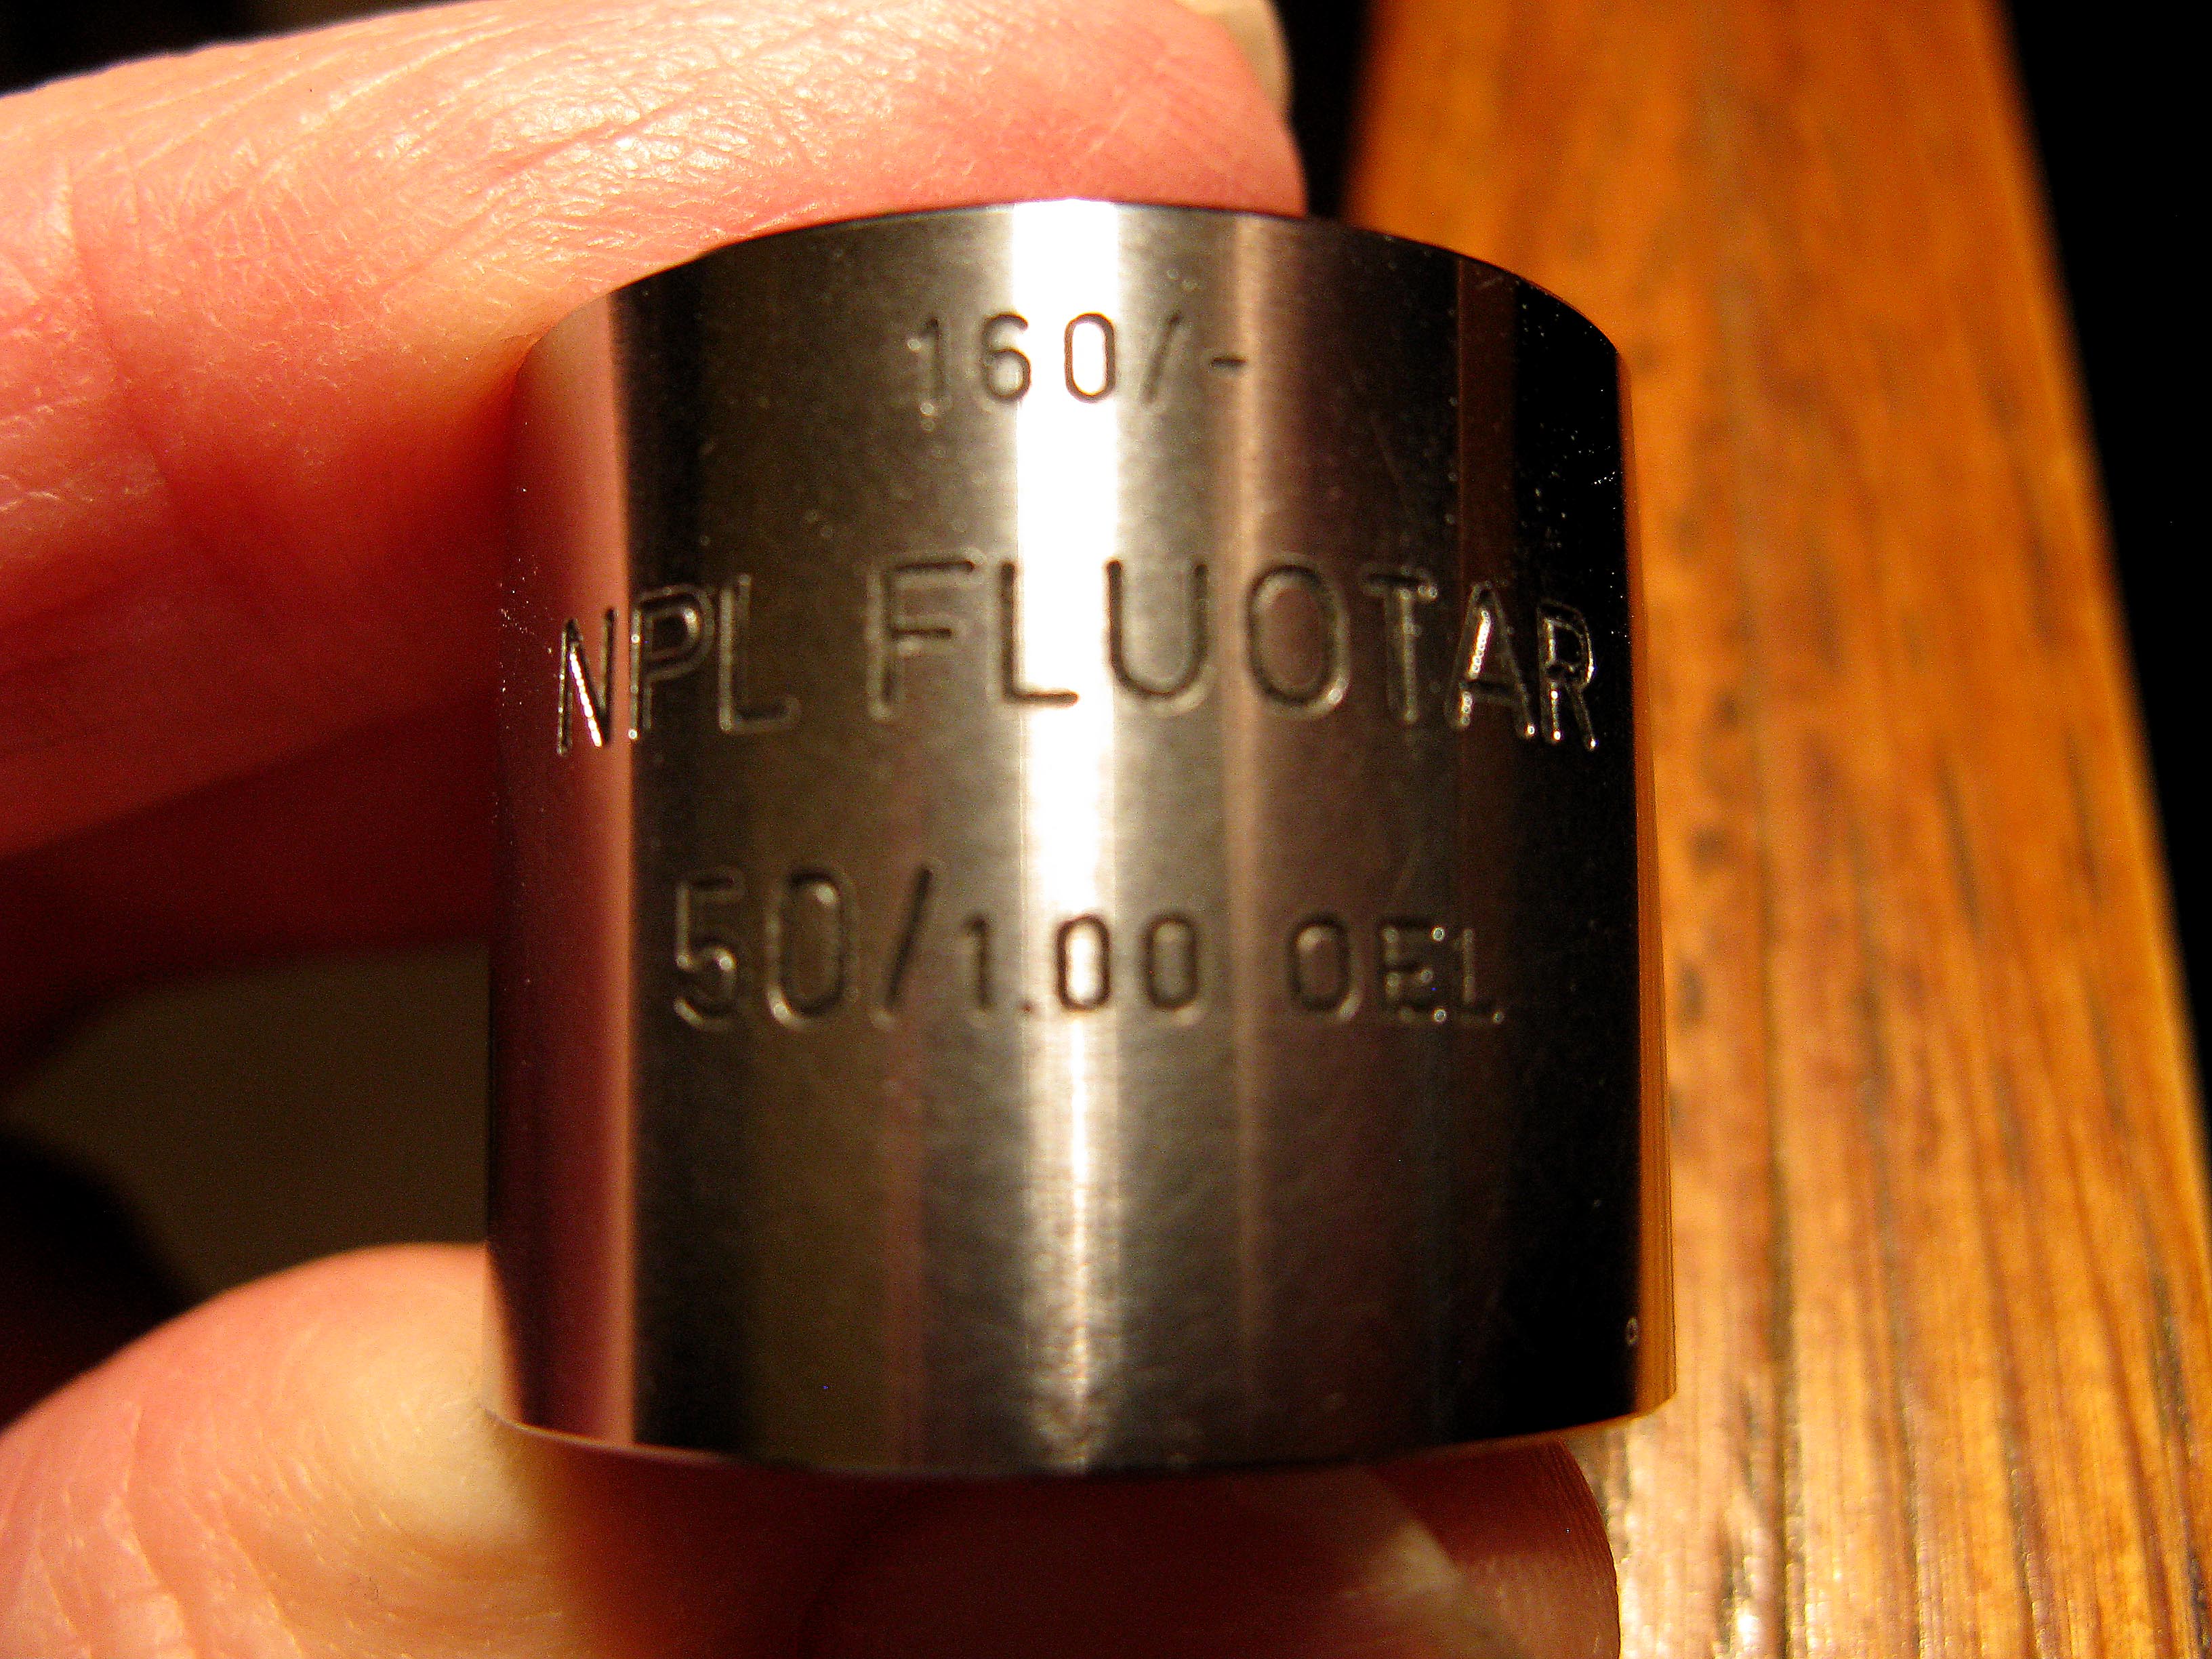 160/-
NPL FLUOTAR
50/1.00 OEL